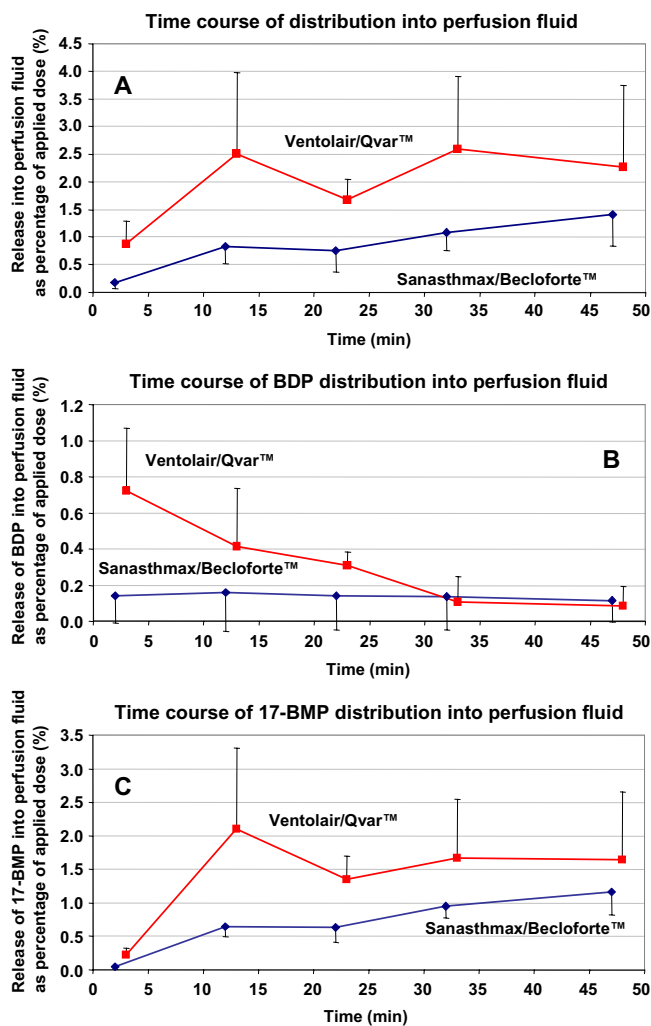 Time course of distribution into perfusion fluid
Release into perfusion fluid
as percentage of applied dose (%)
4.5
4.0
3.5
3.0
2.5
2.0
1.5
1.0
0.5
0.0
A
Ventolair/Qvar™
Sanasthmax/Becloforte™
0 5 10 15 20 25 30 35 40 45 50
Time (min)
Time course of BDP distribution into perfusion fluid
Release of BDP into perfusion fluid
as percentage of applied dose (%)
1.2
1.0
0.8
0.6
0.4
0.2
0.0
Ventolair/Qvar™
B
Sanasthmax/Becloforte™
0 5 10 15 20 25 30 35 40 45 50
Time (min)
Time course of 17-BMP distribution into perfusion fluid
Release of 17-BMP into perfusion fluid
as percentage of applied dose (%)
3.5
3.0
2.5
2.0
1.5
1.0
0.5
0.0
C
Ventolair/Qvar™
Sanasthmax/Becloforte™
0 5 10 15 20 25 30 35 40 45 50
Time (min)